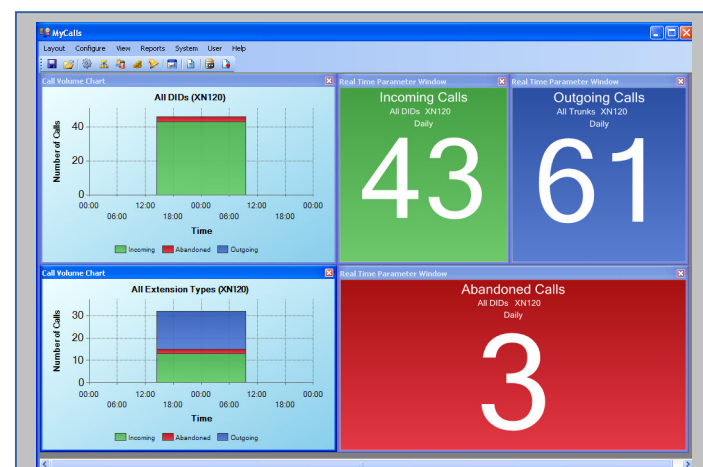 MyCalls
Layout Configure View Reports System User Help
Call Volume Chart
All DIDs (XN120)
Number of Calls
40
20
0
00:00 12:00 00:00 12:00 00:00
06:00 18:00 06:00 18:00
Time
Incoming Abandoned Outgoing
Real Time Parameter Window
Incoming Calls
All DIDs XN120
Daily
43
Real Time Parameter Window
Outgoing Calls
All Trunks XN120
Daily
61
Call Volume Chart
All Extension Types (XN120)
Number of Calls
30
20
10
0
00:00 12:00 00:00 12:00 00:00
06:00 18:00 06:00 18:00
Time
Incoming Abandoned Outgoing
Real Time Parameter Window
Abandoned Calls
All DIDs XN120
Daily
3